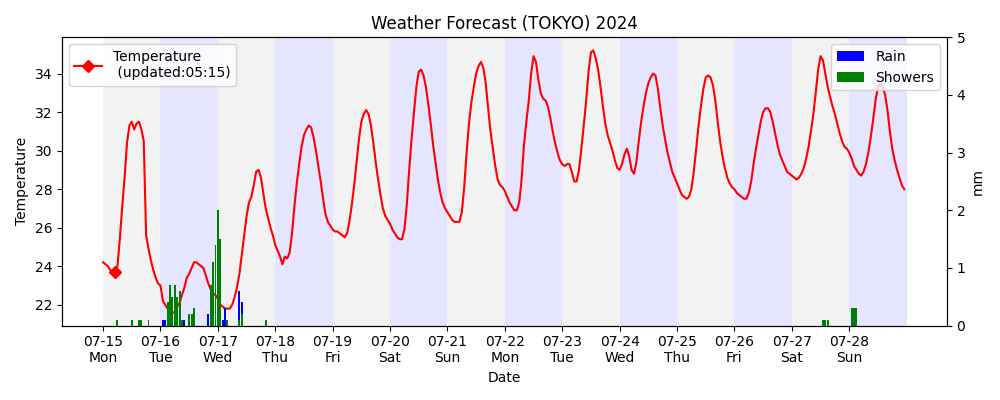 Weather Forecast (TOKYO) 2024
Temperature
(updated:05:15)
Rain
Showers
Temperature
34
32
30
28
26
24
22
5
4
3
2
1
0
mm
07-15 07-16 07-17 07-18 07-19 07-20 07-21 07-22 07-23 07-24 07-25 07-26 07-27 07-28
Mon Tue Wed Thu Fri Sat Sun Mon Tue Wed Thu Fri Sat Sun
Date